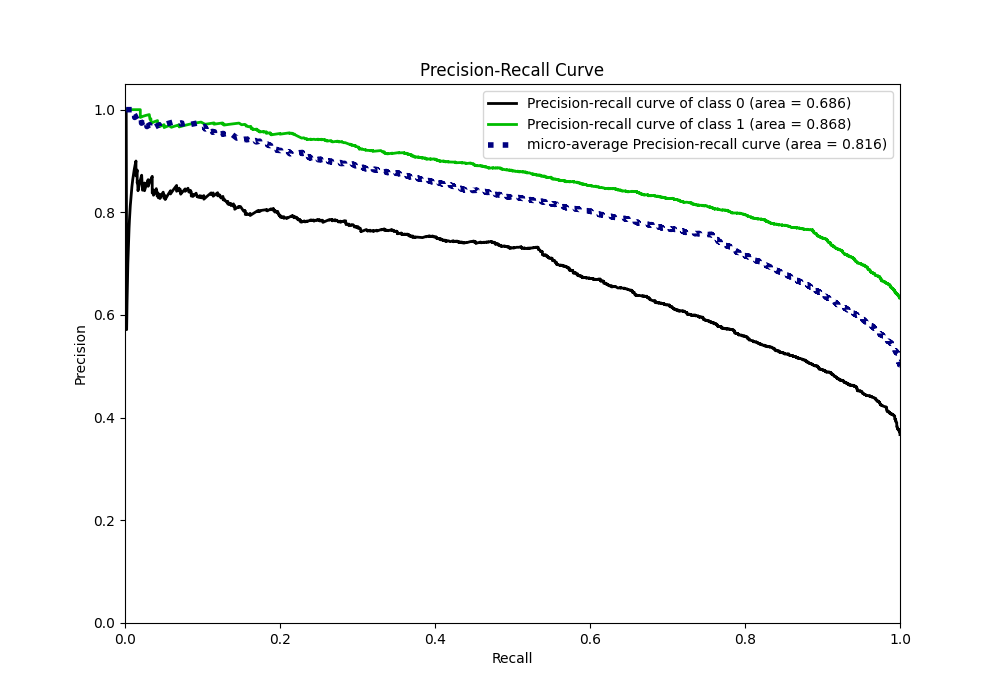 Precision-Recall Curve
Precision-recall curve of class 0 (area = 0.686)
Precision-recall curve of class 1 (area = 0.868)
micro-average Precision-recall curve (area = 0.816)
Precision
1.0
0.8
0.6
0.4
0.2
0.0
0.0 0.2 0.4 0.6 0.8 1.0
Recall